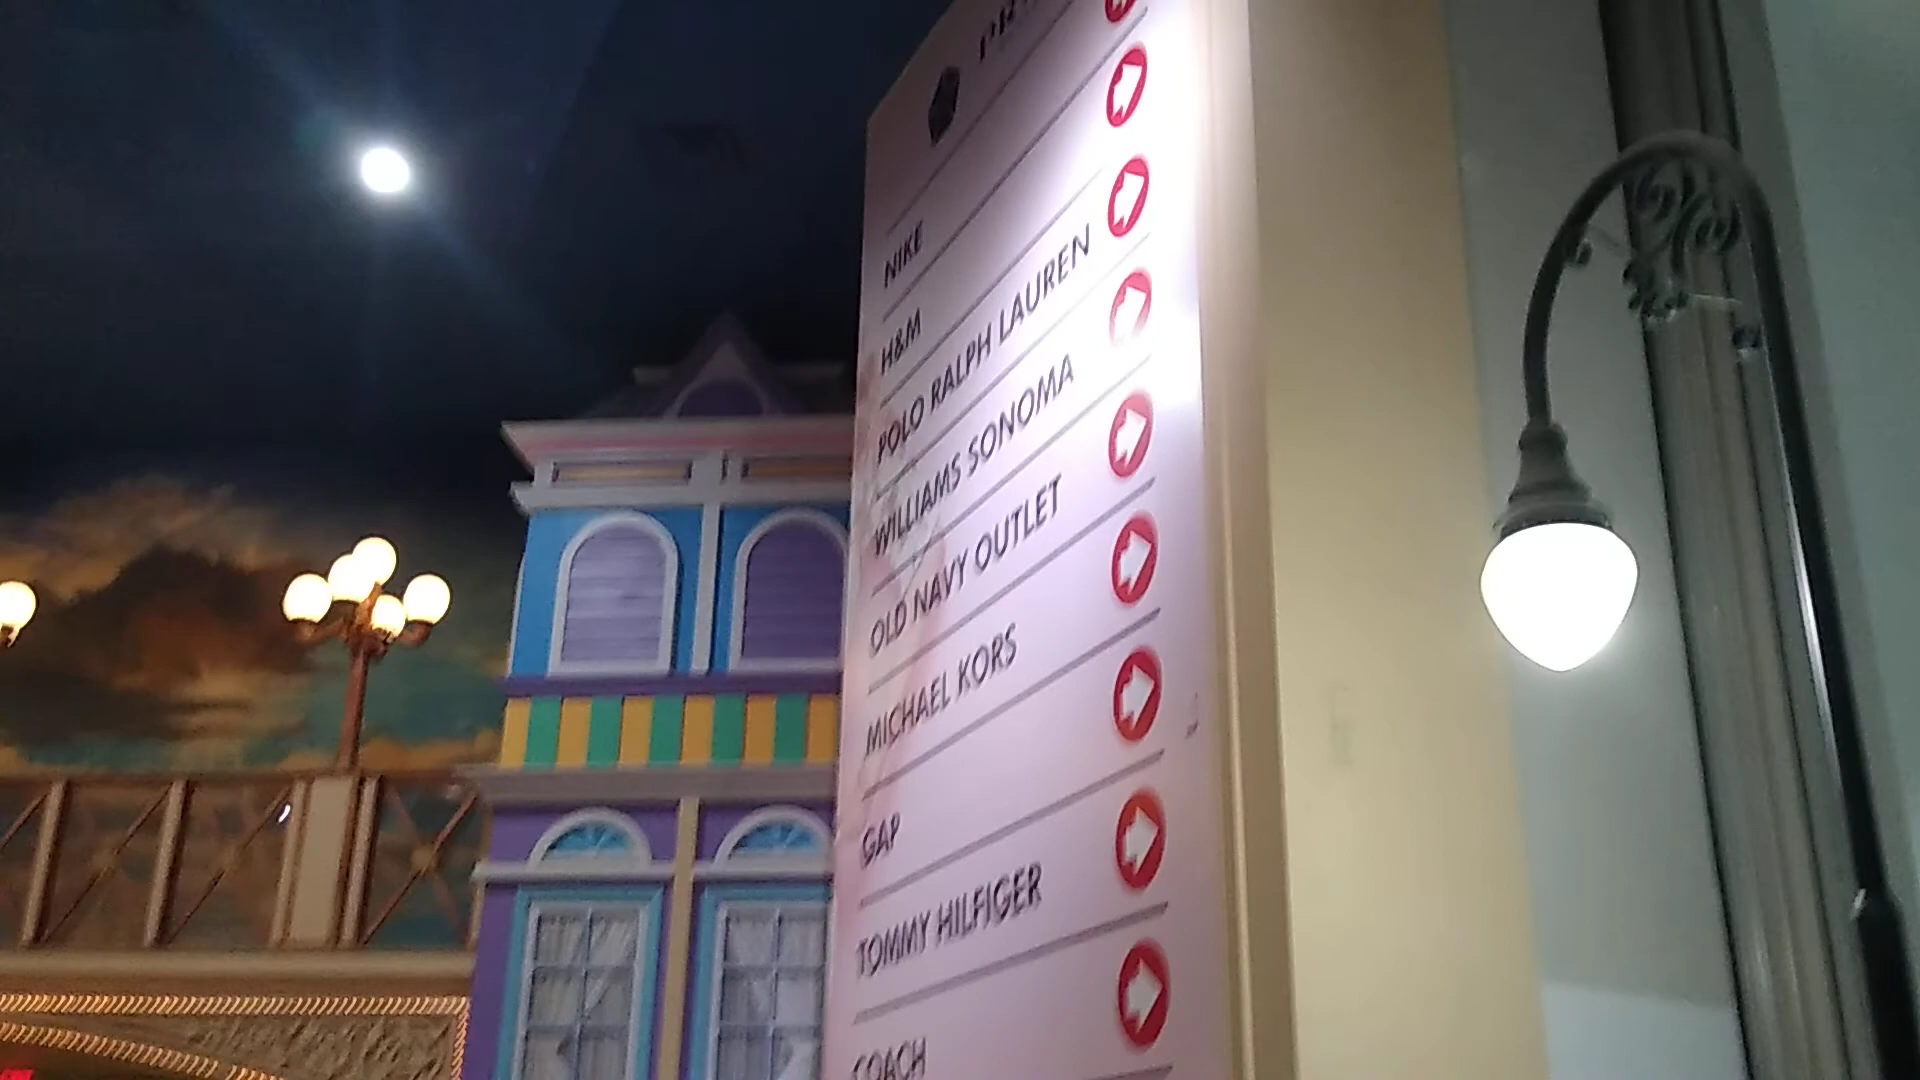 NIKE
H&M
POLO RALPH LAUREN
WILLIAMS SONOMA
OLD NAVY OUTLET
MICHAEL KORS
GAP
TOMMY HILFIGER
COACH